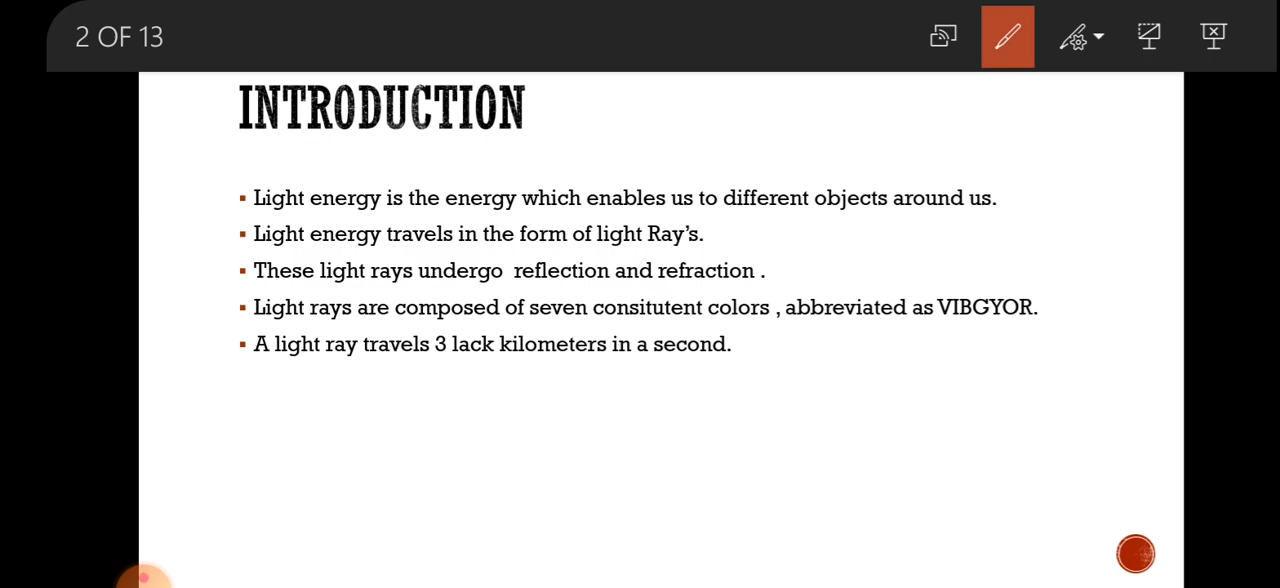 2 OF 13
INTRODUCTION
▪ Light energy is the energy which enables us to different objects around us.
▪ Light energy travels in the form of light Ray's.
▪ These light rays undergo  reflection and refraction .
▪ Light rays are composed of seven consitutent colors , abbreviated as VIBGYOR.
▪ A light ray travels 3 lack kilometers in a second.